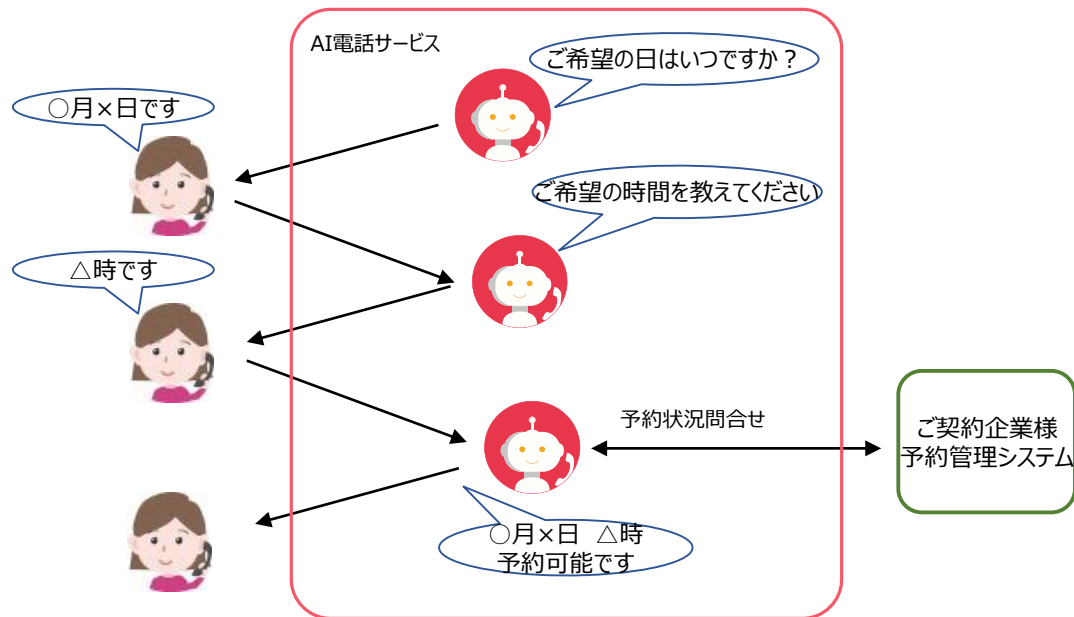 AI電話サービス
ご希望の日はいつですか？
○月×日です
ご希望の時間を教えてください
△時です
予約状況問合せ
ご契約企業様
予約管理システム
○月×日　△時
予約可能です